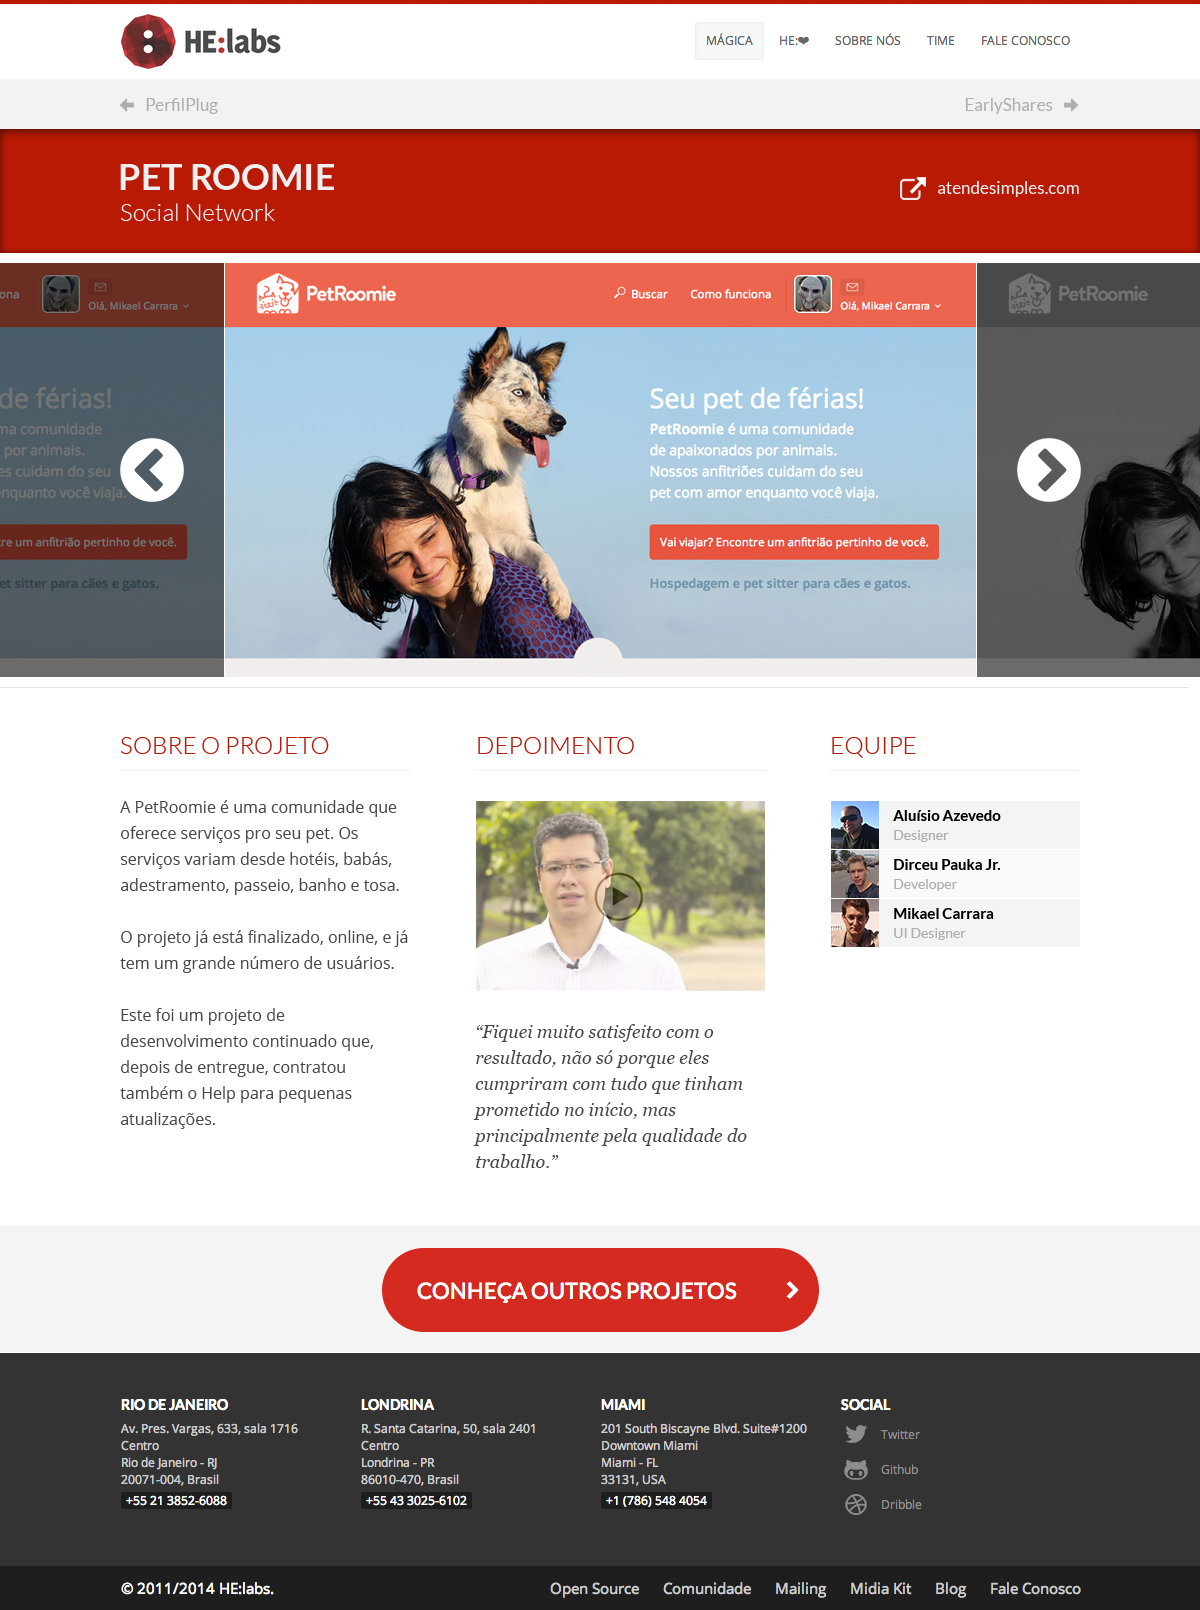 HE:labs
MÁGICA
HE:❤
SOBRE NÓS
TIME
FALE CONOSCO
PerfilPlug
EarlyShares
PET ROOMIE
Social Network
atendesimples.com
ona
Olá, Mikael Carrara
de férias!
ma comunidade
por animais.
es cuidam do seu
enquanto você viaja.
re um anfitrião pertinho de você.
et sitter para cães e gatos.
PetRoomie
Buscar
Como funciona
Olá, Mikael Carrara
Seu pet de férias!
PetRoomie é uma comunidade
de apaixonados por animais.
Nossos anfitriões cuidam do seu
pet com amor enquanto você viaja.
Vai viajar? Encontre um anfitrião pertinho de você.
Hospedagem e pet sitter para cães e gatos.
PetRoomie
SOBRE O PROJETO
A PetRoomie é uma comunidade que
oferece serviços pro seu pet. Os
serviços variam desde hotéis, babás,
adestramento, passeio, banho e tosa.
O projeto já está finalizado, online, e já
tem um grande número de usuários.
Este foi um projeto de
desenvolvimento continuado que,
depois de entregue, contratou
também o Help para pequenas
atualizações.
DEPOIMENTO
“Fiquei muito satisfeito com o
resultado, não só porque eles
cumpriram com tudo que tinham
prometido no início, mas
principalmente pela qualidade do
trabalho.”
EQUIPE
Aluísio Azevedo
Designer
Dirceu Pauka Jr.
Developer
Mikael Carrara
UI Designer
CONHEÇA OUTROS PROJETOS
RIO DE JANEIRO
Av. Pres. Vargas, 633, sala 1716
Centro
Rio de Janeiro - RJ
20071-004, Brasil
+55 21 3852-6088
LONDRINA
R. Santa Catarina, 50, sala 2401
Centro
Londrina - PR
86010-470, Brasil
+55 43 3025-6102
MIAMI
201 South Biscayne Blvd. Suite#1200
Downtown Miami
Miami - FL
33131, USA
+1 (786) 548 4054
SOCIAL
Twitter
Github
Dribble
© 2011/2014 HE:labs.
Open Source
Comunidade
Mailing
Midia Kit
Blog
Fale Conosco